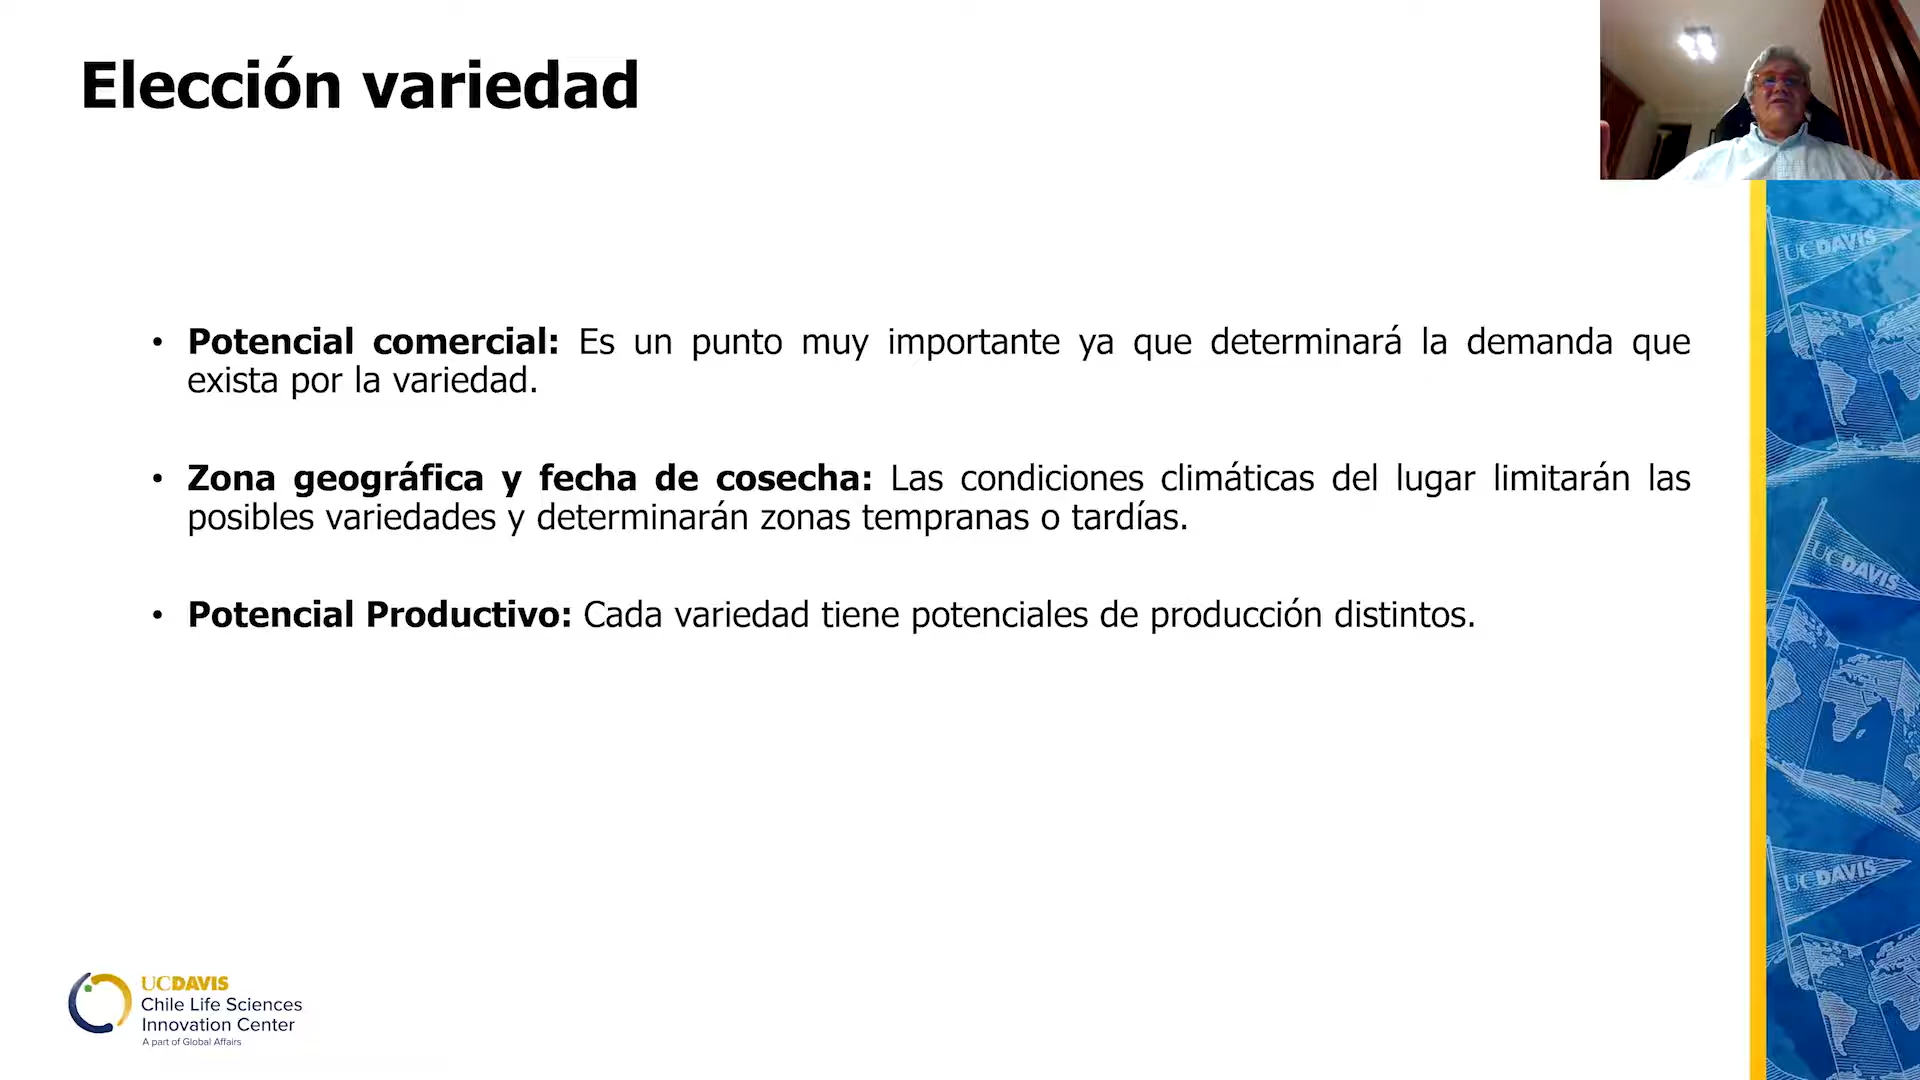 Elección variedad
• Potencial comercial: Es un punto muy importante ya que determinará la demanda que
exista por la variedad.
• Zona geográfica y fecha de cosecha: Las condiciones climáticas del lugar limitarán las
posibles variedades y determinarán zonas tempranas o tardías.
• Potencial Productivo: Cada variedad tiene potenciales de producción distintos.
UC DAVIS
UC DAVIS
UC DAVIS
UCDAVIS
Chile Life Sciences
Innovation Center
A part of Global Affairs